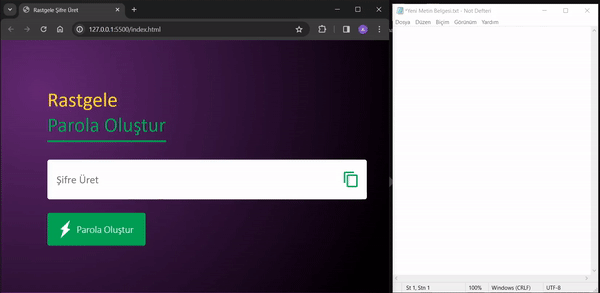 Rastgele Şifre Üret
127.0.0.1:5500/index.html
A
Rastgele
Parola Oluştur
Şifre Üret
Parola Oluştur
*Yeni Metin Belgesi.txt - Not Defteri
Dosya Düzen Biçim Görünüm Yardım
St 1, Stn 1 100% Windows (CRLF) UTF-8